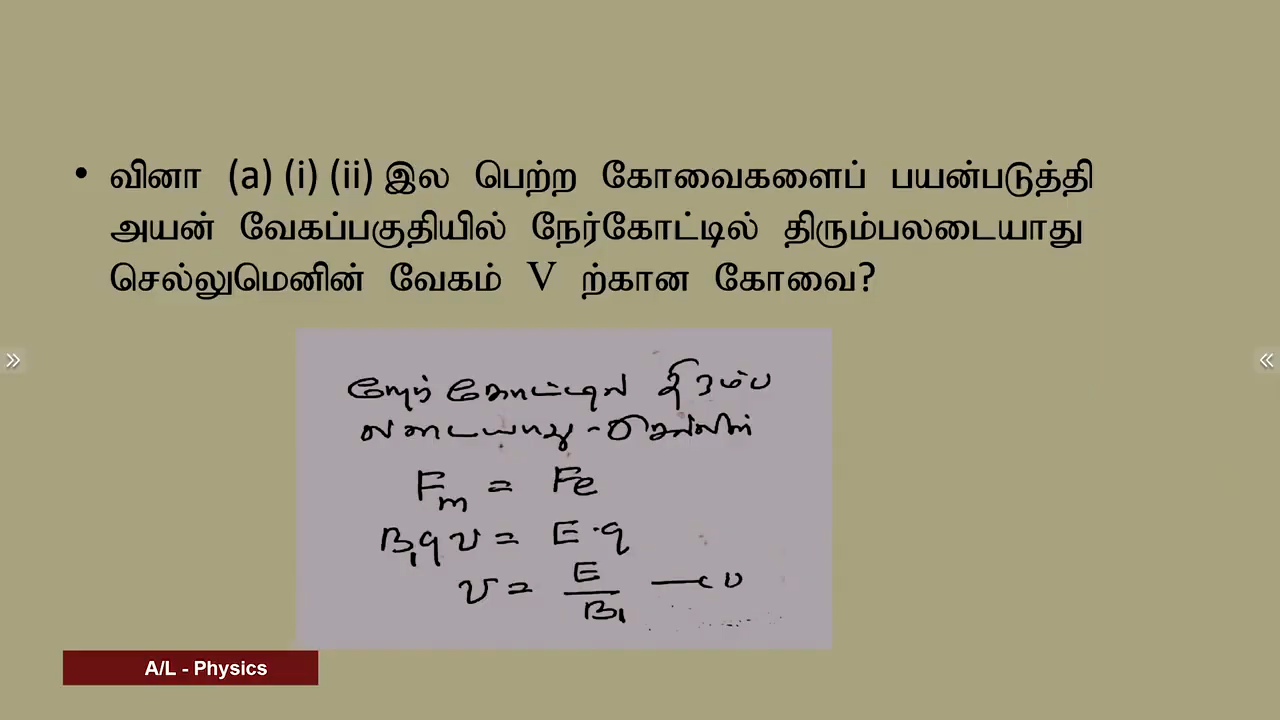 • வினா (a) (i) (ii) இல பெற்ற கோவைகளைப் பயன்படுத்தி
அயன் வேகப்பகுதியில் நேர்கோட்டில் திரும்பலடையாது
செல்லுமெனின் வேகம் V ற்கான கோவை?
நேர் கோட்டில் திரும்ப
லடையாது -
Fm = Fe
B₁qv = E·q
v = E/B₁
A/L - Physics